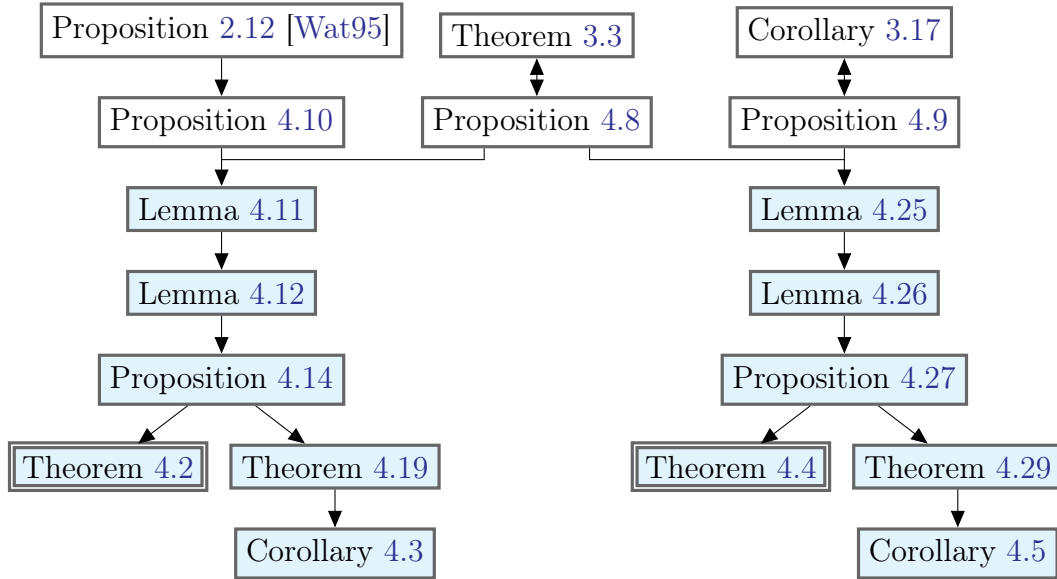 Proposition 2.12 [Wat95]
Theorem 3.3
Corollary 3.17
Proposition 4.10
Proposition 4.8
Proposition 4.9
Lemma 4.11
Lemma 4.25
Lemma 4.12
Lemma 4.26
Proposition 4.14
Proposition 4.27
Theorem 4.2
Theorem 4.19
Theorem 4.4
Theorem 4.29
Corollary 4.3
Corollary 4.5